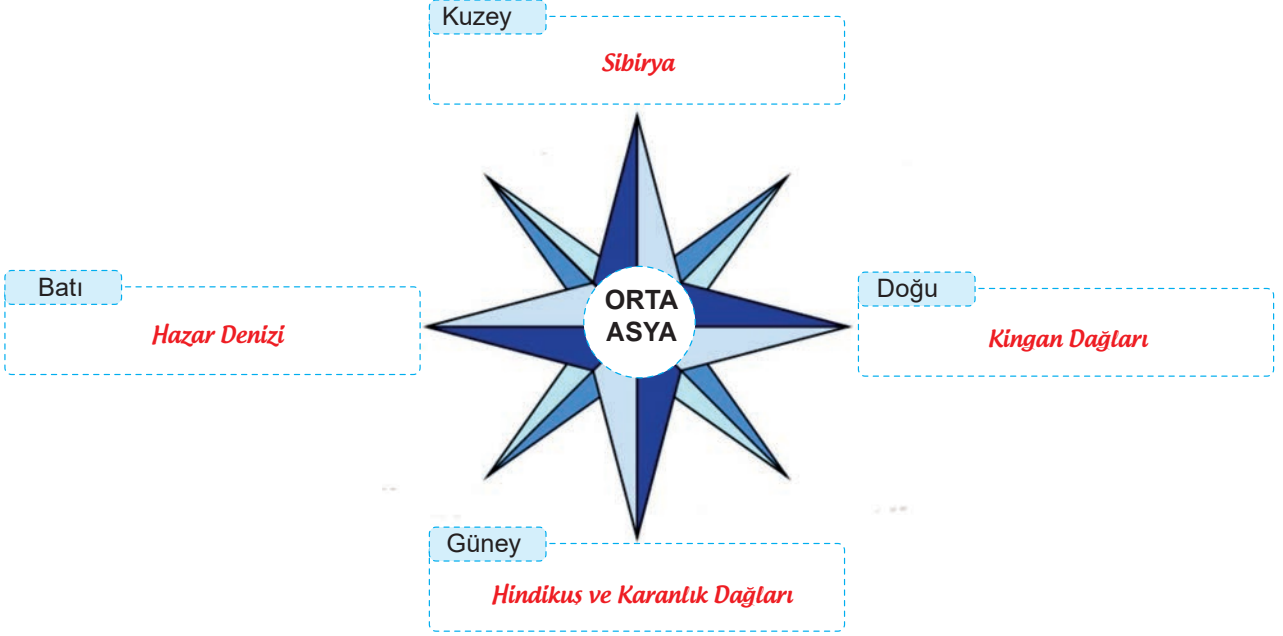 Kuzey
Sibirya
Batı
Hazar Denizi
ORTA
ASYA
Doğu
Kingan Dağları
Güney
Hindikuş ve Karanlık Dağları